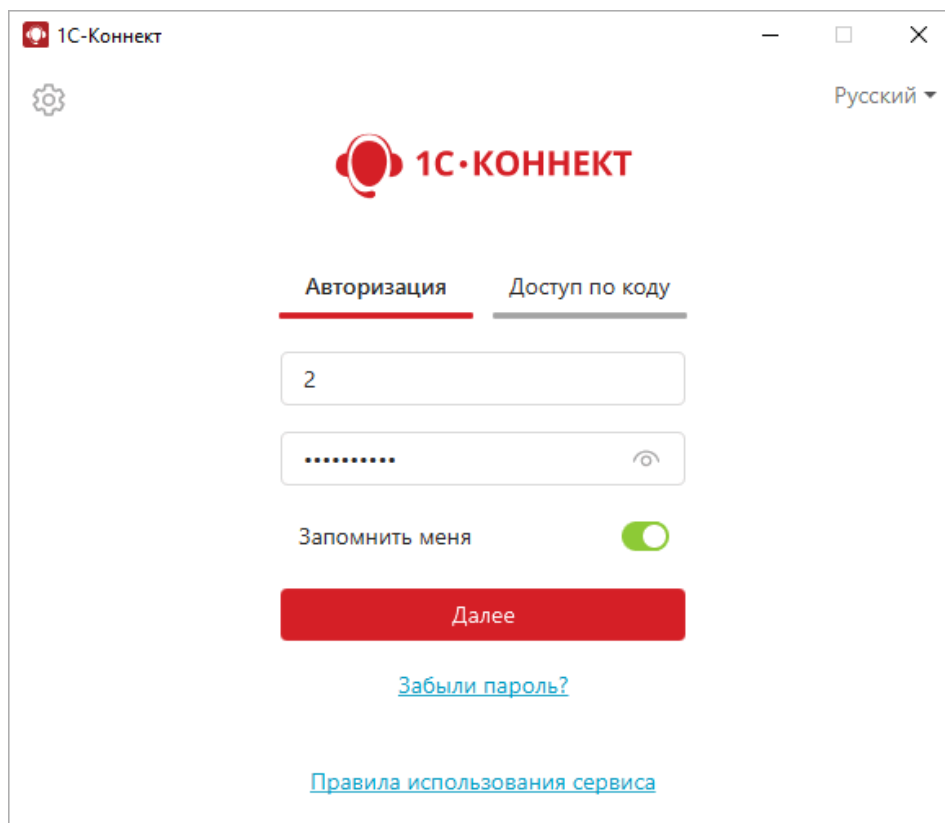 1С-Коннект
Русский
1С·КОННЕКТ
Авторизация Доступ по коду
2
••••••••••
Запомнить меня
Далее
Забыли пароль?
Правила использования сервиса